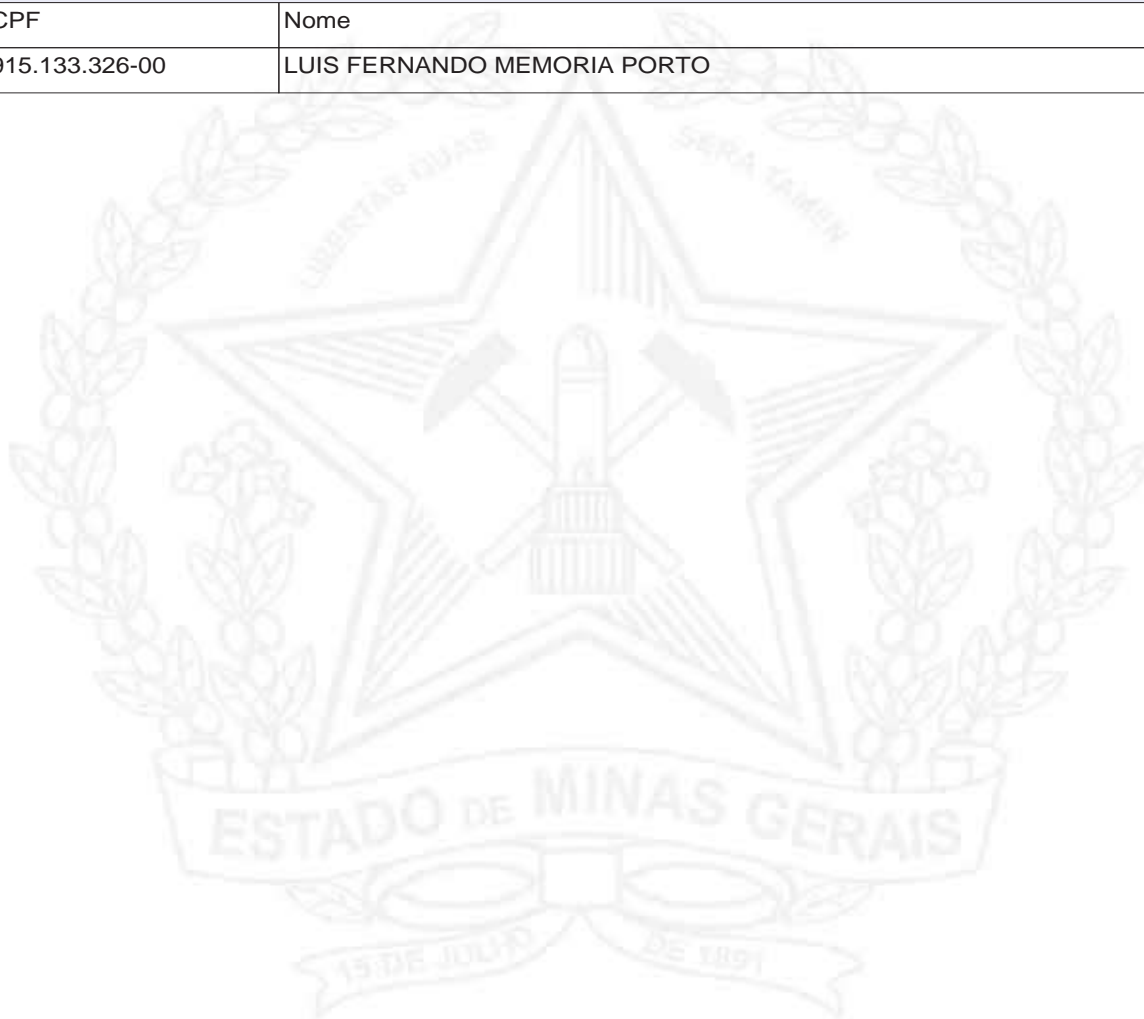 CPF Nome
915.133.326-00 LUIS FERNANDO MEMORIA PORTO
LIBERTAS QUAE SERA TAMEN
ESTADO DE MINAS GERAIS
15 DE JULHO DE 1891